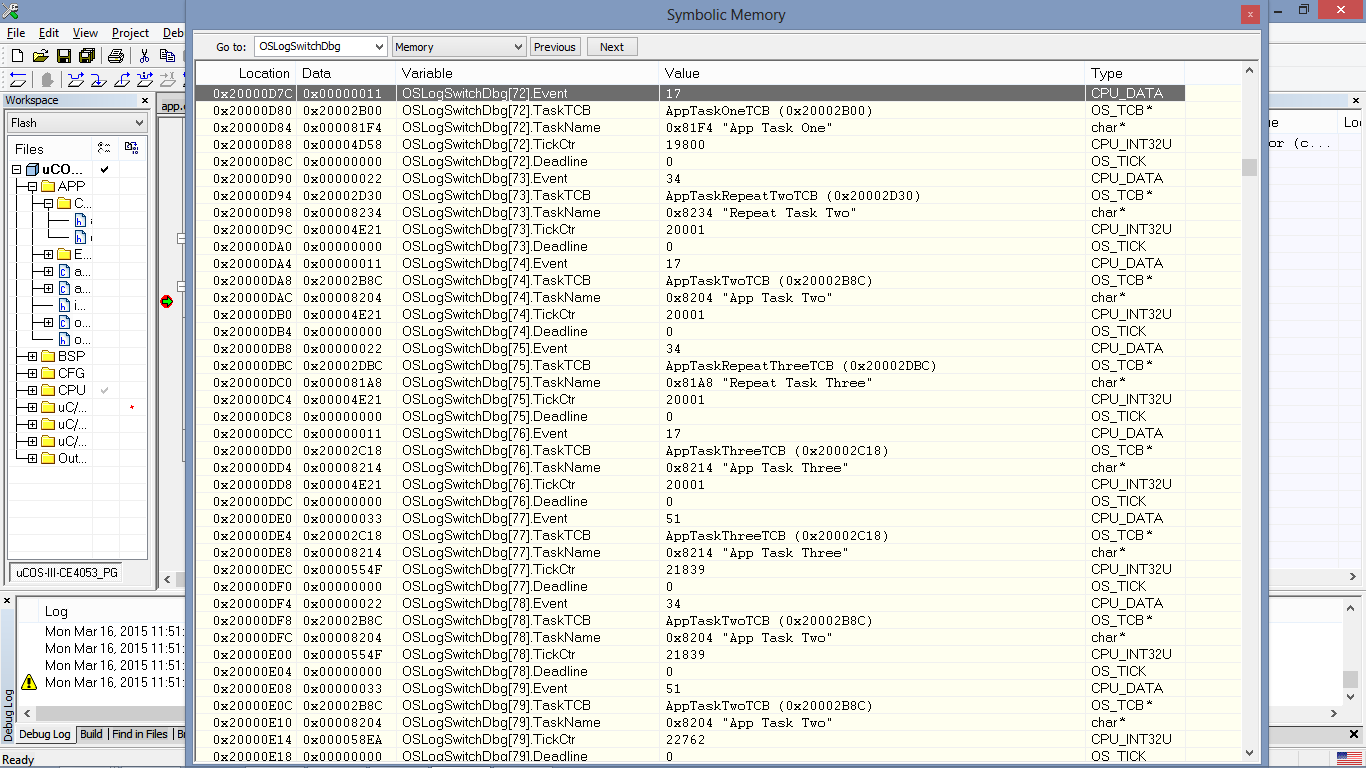 Symbolic Memory
File Edit View Project Deb
Go to: OSLogSwitchDbg Memory Previous Next
Workspace
Flash
Files
uCO...
APP
C...
E...
a...
a...
i...
o...
o...
BSP
CFG
CPU
uC/...
uC/...
uC/...
Out...
uCOS-III-CE4053_PG
app.c
Location Data Variable Value Type
0x20000D7C 0x00000011 OSLogSwitchDbg[72].Event 17 CPU_DATA
0x20000D80 0x20002B00 OSLogSwitchDbg[72].TaskTCB AppTaskOneTCB (0x20002B00) OS_TCB*
0x20000D84 0x000081F4 OSLogSwitchDbg[72].TaskName 0x81F4 "App Task One" char*
0x20000D88 0x00004D58 OSLogSwitchDbg[72].TickCtr 19800 CPU_INT32U
0x20000D8C 0x00000000 OSLogSwitchDbg[72].Deadline 0 OS_TICK
0x20000D90 0x00000022 OSLogSwitchDbg[73].Event 34 CPU_DATA
0x20000D94 0x20002D30 OSLogSwitchDbg[73].TaskTCB AppTaskRepeatTwoTCB (0x20002D30) OS_TCB*
0x20000D98 0x00008234 OSLogSwitchDbg[73].TaskName 0x8234 "Repeat Task Two" char*
0x20000D9C 0x00004E21 OSLogSwitchDbg[73].TickCtr 20001 CPU_INT32U
0x20000DA0 0x00000000 OSLogSwitchDbg[73].Deadline 0 OS_TICK
0x20000DA4 0x00000011 OSLogSwitchDbg[74].Event 17 CPU_DATA
0x20000DA8 0x20002B8C OSLogSwitchDbg[74].TaskTCB AppTaskTwoTCB (0x20002B8C) OS_TCB*
0x20000DAC 0x00008204 OSLogSwitchDbg[74].TaskName 0x8204 "App Task Two" char*
0x20000DB0 0x00004E21 OSLogSwitchDbg[74].TickCtr 20001 CPU_INT32U
0x20000DB4 0x00000000 OSLogSwitchDbg[74].Deadline 0 OS_TICK
0x20000DB8 0x00000022 OSLogSwitchDbg[75].Event 34 CPU_DATA
0x20000DBC 0x20002DBC OSLogSwitchDbg[75].TaskTCB AppTaskRepeatThreeTCB (0x20002DBC) OS_TCB*
0x20000DC0 0x000081A8 OSLogSwitchDbg[75].TaskName 0x81A8 "Repeat Task Three" char*
0x20000DC4 0x00004E21 OSLogSwitchDbg[75].TickCtr 20001 CPU_INT32U
0x20000DC8 0x00000000 OSLogSwitchDbg[75].Deadline 0 OS_TICK
0x20000DCC 0x00000011 OSLogSwitchDbg[76].Event 17 CPU_DATA
0x20000DD0 0x20002C18 OSLogSwitchDbg[76].TaskTCB AppTaskThreeTCB (0x20002C18) OS_TCB*
0x20000DD4 0x00008214 OSLogSwitchDbg[76].TaskName 0x8214 "App Task Three" char*
0x20000DD8 0x00004E21 OSLogSwitchDbg[76].TickCtr 20001 CPU_INT32U
0x20000DDC 0x00000000 OSLogSwitchDbg[76].Deadline 0 OS_TICK
0x20000DE0 0x00000033 OSLogSwitchDbg[77].Event 51 CPU_DATA
0x20000DE4 0x20002C18 OSLogSwitchDbg[77].TaskTCB AppTaskThreeTCB (0x20002C18) OS_TCB*
0x20000DE8 0x00008214 OSLogSwitchDbg[77].TaskName 0x8214 "App Task Three" char*
0x20000DEC 0x0000554F OSLogSwitchDbg[77].TickCtr 21839 CPU_INT32U
0x20000DF0 0x00000000 OSLogSwitchDbg[77].Deadline 0 OS_TICK
0x20000DF4 0x00000022 OSLogSwitchDbg[78].Event 34 CPU_DATA
0x20000DF8 0x20002B8C OSLogSwitchDbg[78].TaskTCB AppTaskTwoTCB (0x20002B8C) OS_TCB*
0x20000DFC 0x00008204 OSLogSwitchDbg[78].TaskName 0x8204 "App Task Two" char*
0x20000E00 0x0000554F OSLogSwitchDbg[78].TickCtr 21839 CPU_INT32U
0x20000E04 0x00000000 OSLogSwitchDbg[78].Deadline 0 OS_TICK
0x20000E08 0x00000033 OSLogSwitchDbg[79].Event 51 CPU_DATA
0x20000E0C 0x20002B8C OSLogSwitchDbg[79].TaskTCB AppTaskTwoTCB (0x20002B8C) OS_TCB*
0x20000E10 0x00008204 OSLogSwitchDbg[79].TaskName 0x8204 "App Task Two" char*
0x20000E14 0x000058EA OSLogSwitchDbg[79].TickCtr 22762 CPU_INT32U
0x20000E18 0x00000000 OSLogSwitchDbg[79].Deadline 0 OS_TICK
ue Loc
or (c...
Log
Mon Mar 16, 2015 11:51:
Mon Mar 16, 2015 11:51:
Mon Mar 16, 2015 11:51:
Mon Mar 16, 2015 11:51:
Debug Log
Debug Log Build Find in Files Br
Ready